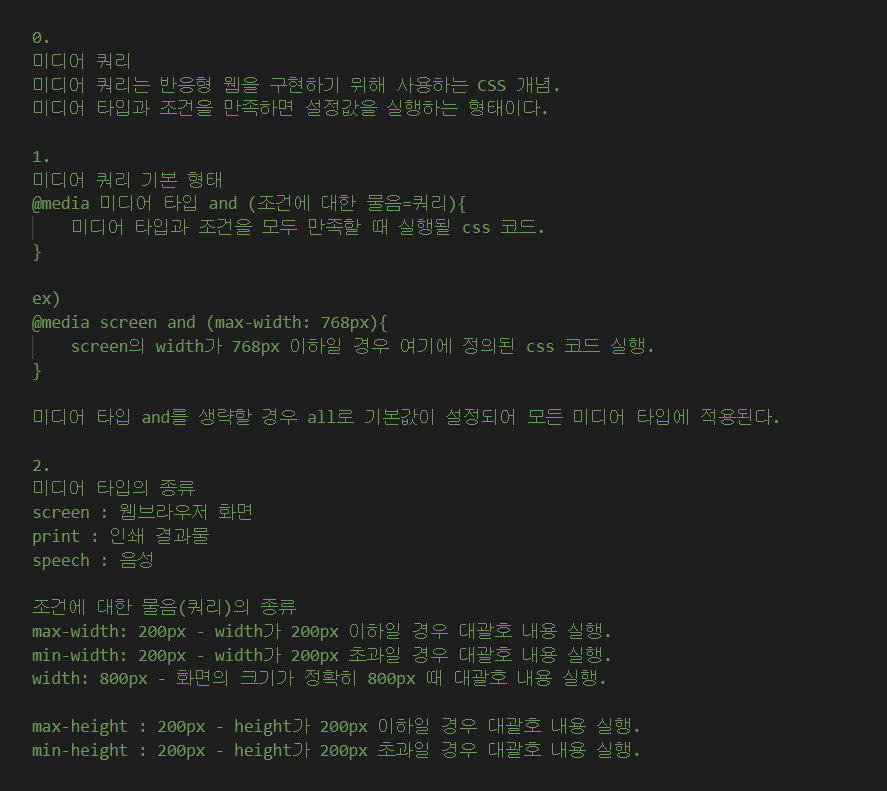 0.
미디어 쿼리
미디어 쿼리는 반응형 웹을 구현하기 위해 사용하는 CSS 개념.
미디어 타입과 조건을 만족하면 설정값을 실행하는 형태이다.
1.
미디어 쿼리 기본 형태
@media 미디어 타입 and (조건에 대한 물음=쿼리){
미디어 타입과 조건을 모두 만족할 때 실행될 css 코드.
}
ex)
@media screen and (max-width: 768px){
screen의 width가 768px 이하일 경우 여기에 정의된 css 코드 실행.
}
미디어 타입 and를 생략할 경우 all로 기본값이 설정되어 모든 미디어 타입에 적용된다.
2.
미디어 타입의 종류
screen : 웹브라우저 화면
print : 인쇄 결과물
speech : 음성
조건에 대한 물음(쿼리)의 종류
max-width: 200px - width가 200px 이하일 경우 대괄호 내용 실행.
min-width: 200px - width가 200px 초과일 경우 대괄호 내용 실행.
width: 800px - 화면의 크기가 정확히 800px 때 대괄호 내용 실행.
max-height : 200px - height가 200px 이하일 경우 대괄호 내용 실행.
min-height : 200px - height가 200px 초과일 경우 대괄호 내용 실행.